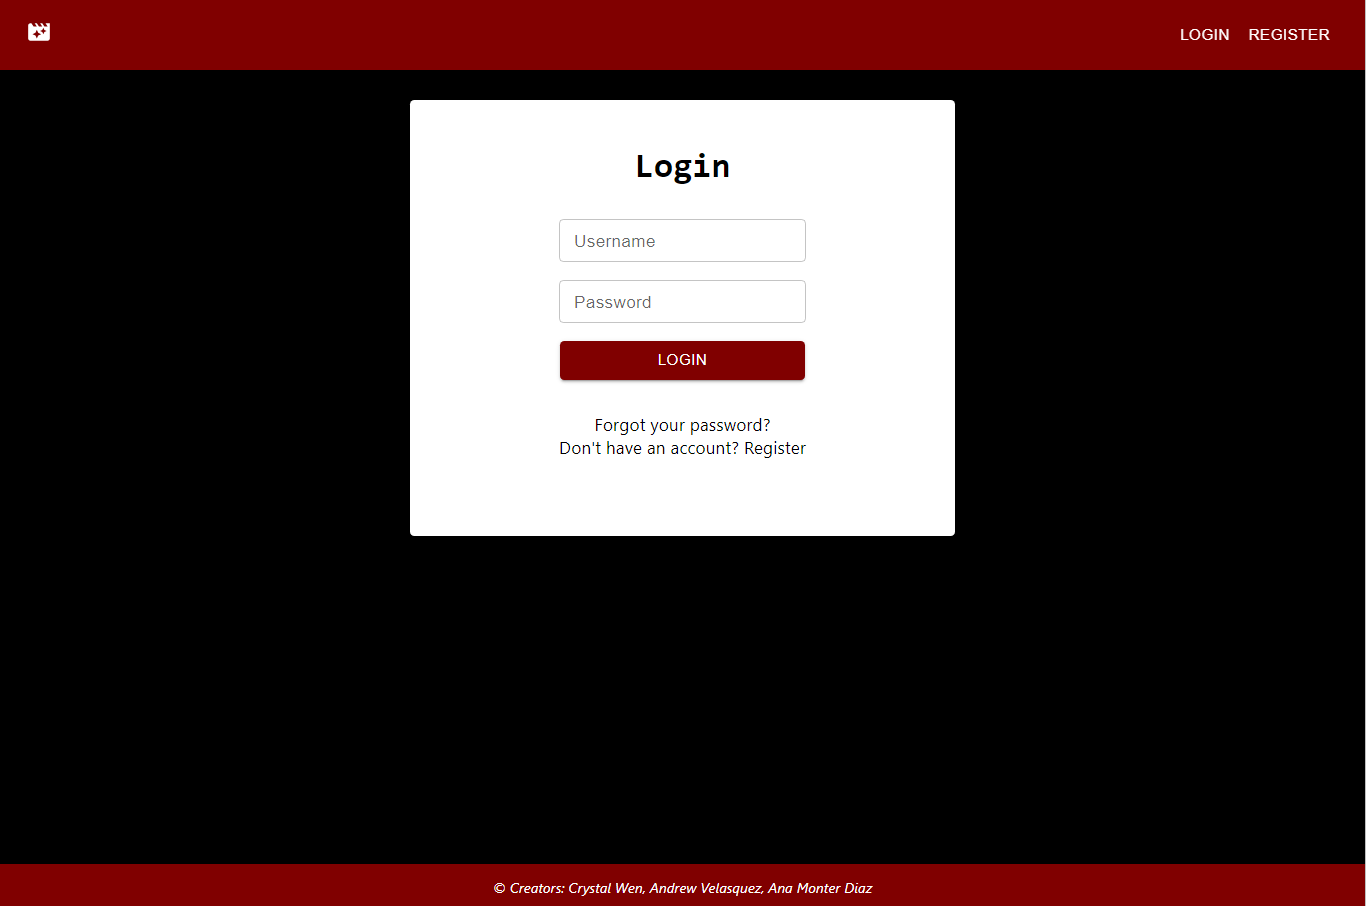 LOGIN REGISTER
Login
Username
Password
LOGIN
Forgot your password?
Don't have an account? Register
© Creators: Crystal Wen, Andrew Velasquez, Ana Monter Diaz